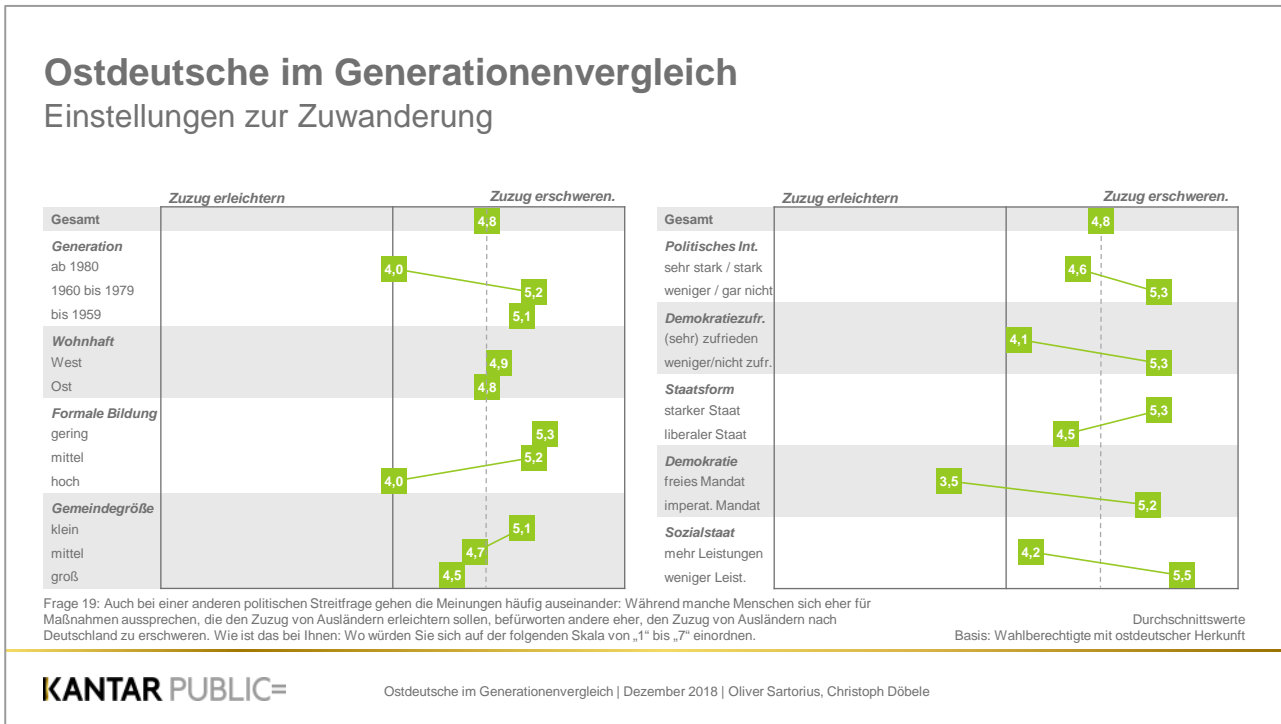 Ostdeutsche im Generationenvergleich
Einstellungen zur Zuwanderung
Zuzug erleichtern Zuzug erschweren.
Gesamt 4,8
Generation
ab 1980 4,0
1960 bis 1979 5,2
bis 1959 5,1
Wohnhaft
West 4,9
Ost 4,8
Formale Bildung
gering 5,3
mittel 5,2
hoch 4,0
Gemeindegröße
klein 5,1
mittel 4,7
groß 4,5
Zuzug erleichtern Zuzug erschweren.
Gesamt 4,8
Politisches Int.
sehr stark / stark 4,6
weniger / gar nicht 5,3
Demokratiezufr.
(sehr) zufrieden 4,1
weniger/nicht zufr. 5,3
Staatsform
starker Staat 5,3
liberaler Staat 4,5
Demokratie
freies Mandat 3,5
imperat. Mandat 5,2
Sozialstaat
mehr Leistungen 4,2
weniger Leist. 5,5
Frage 19: Auch bei einer anderen politischen Streitfrage gehen die Meinungen häufig auseinander: Während manche Menschen sich eher für
Maßnahmen aussprechen, die den Zuzug von Ausländern erleichtern sollen, befürworten andere eher, den Zuzug von Ausländern nach
Deutschland zu erschweren. Wie ist das bei Ihnen: Wo würden Sie sich auf der folgenden Skala von „1" bis „7" einordnen.
Durchschnittswerte
Basis: Wahlberechtigte mit ostdeutscher Herkunft
KANTAR PUBLIC=
Ostdeutsche im Generationenvergleich | Dezember 2018 | Oliver Sartorius, Christoph Döbele